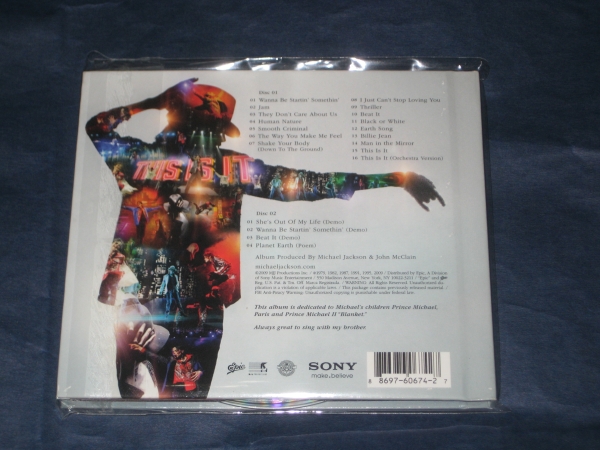 Disc 01
01 Wanna Be Startin' Somethin'
02 Jam
03 They Don't Care About Us
04 Human Nature
05 Smooth Criminal
06 The Way You Make Me Feel
07 Shake Your Body
(Down To The Ground)
08 I Just Can't Stop Loving You
09 Thriller
10 Beat It
11 Black or White
12 Earth Song
13 Billie Jean
14 Man in the Mirror
15 This Is It
16 This Is It (Orchestra Version)
THIS IS IT
Disc 02
01 She's Out Of My Life (Demo)
02 Wanna Be Startin' Somethin' (Demo)
03 Beat It (Demo)
04 Planet Earth (Poem)
Album Produced By Michael Jackson & John McClain
michaeljackson.com
This album is dedicated to Michael's children Prince Michael,
Paris and Prince Michael II "Blanket."
Always great to sing with my brother.
Epic
SONY
make.believe
8697-60674-2